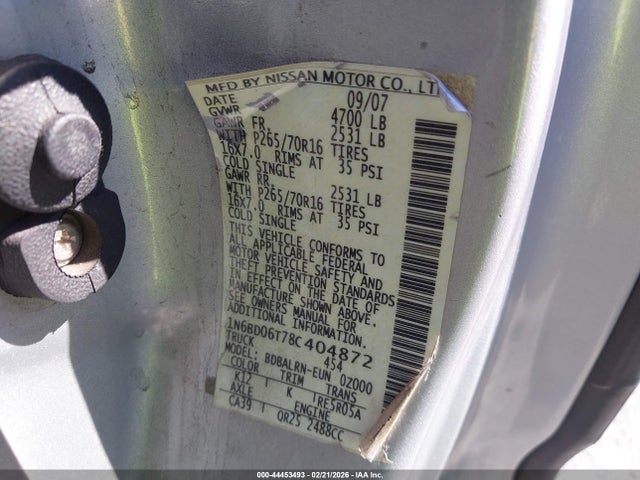 MFD BY NISSAN MOTOR CO., LT
DATE 09/07
GVWR 4700 LB
GAWR FR. 2531 LB
WITH P265/70R16 TIRES
16X7.0 RIMS AT 35 PSI
COLD SINGLE
GAWR RR. 2531 LB
WITH P265/70R16 TIRES
16X7.0 RIMS AT 35 PSI
COLD SINGLE
THIS VEHICLE CONFORMS TO
ALL APPLICABLE FEDERAL
MOTOR VEHICLE SAFETY AND
THEFT PREVENTION STANDARDS
IN EFFECT ON THE DATE OF
MANUFACTURE SHOWN ABOVE.
SEE OWNERS MANUAL FOR
ADDITIONAL INFORMATION.
1N6BD06T78C404872
TRUCK 454
MODEL: BDBALRN-EUN 02000
COLOR TRIM TRANS
K12 K RE5R05A
AXLE ENGINE
CA39 QR25 2488CC
000-44453493 - 02/21/2026 - IAAI.COM